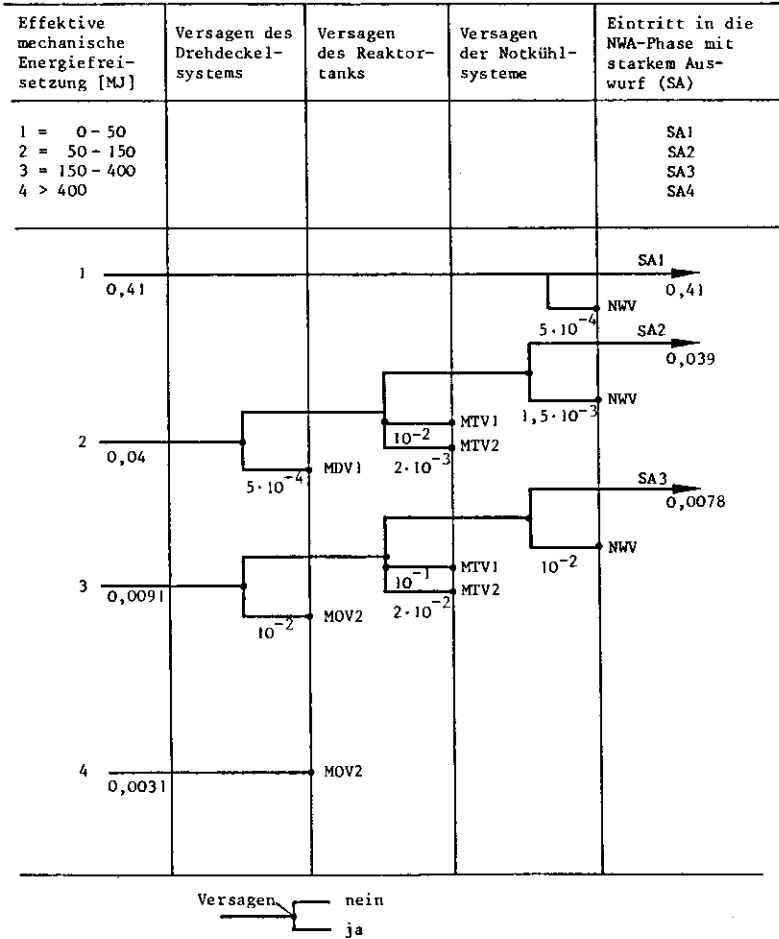 Effektive
mechanische
Energiefrei-
setzung [MJ]
Versagen des
Drehdeckel-
systems
Versagen
des Reaktor-
tanks
Versagen
der Notkühl-
systeme
Eintritt in die
NWA-Phase mit
starkem Aus-
wurf (SA)
1 = 0-50
2 = 50-150
3 = 150-400
4 > 400
SA1
SA2
SA3
SA4
1
0,41
SA1
0,41
NWV
5·10⁻⁴
SA2
0,039
NWV
1,5·10⁻³
MTV1
10⁻²
MTV2
2·10⁻³
2
0,04
MDV1
5·10⁻⁴
SA3
0,0078
NWV
10⁻²
MTV1
10⁻¹
MTV2
2·10⁻²
3
0,0091
MOV2
10⁻²
4
0,0031
MOV2
Versagen
nein
ja